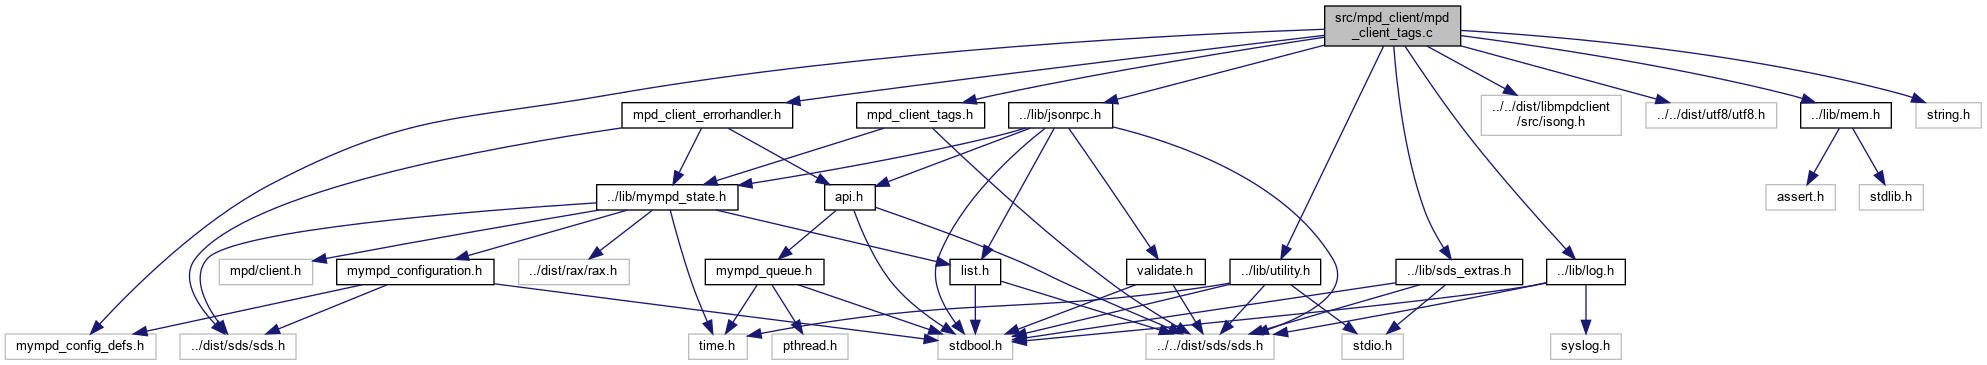 src/mpd_client/mpd
_client_tags.c
mpd_client_errorhandler.h
mpd_client_tags.h
../lib/jsonrpc.h
../../dist/libmpdclient
/src/isong.h
../../dist/utf8/utf8.h
../lib/mem.h
string.h
../lib/mympd_state.h
api.h
assert.h
stdlib.h
mpd/client.h
mympd_configuration.h
../dist/rax/rax.h
mympd_queue.h
list.h
validate.h
../lib/utility.h
../lib/sds_extras.h
../lib/log.h
mympd_config_defs.h
../dist/sds/sds.h
time.h
pthread.h
stdbool.h
../../dist/sds/sds.h
stdio.h
syslog.h